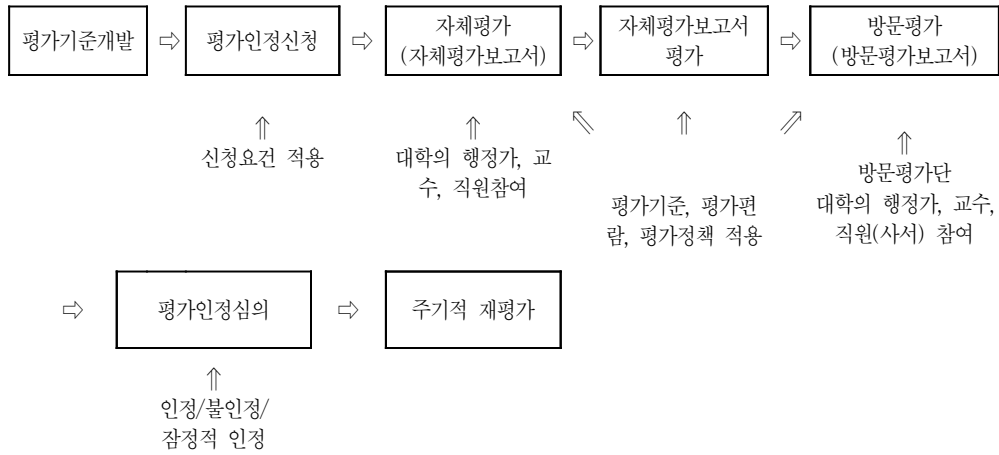 평가기준개발 ⇨ 평가인정신청 ⇨ 자체평가 (자체평가보고서) ⇨ 자체평가보고서 평가 ⇨ 방문평가 (방문평가보고서)
⇑
신청요건 적용
⇑
대학의 행정가, 교
수, 직원참여
⇖ ⇑ ⇗
평가기준, 평가편
람, 평가정책 적용
⇑
방문평가단
대학의 행정가, 교수,
직원(사서) 참여
⇨ 평가인정심의 ⇨ 주기적 재평가
⇑
인정/불인정/
잠정적 인정